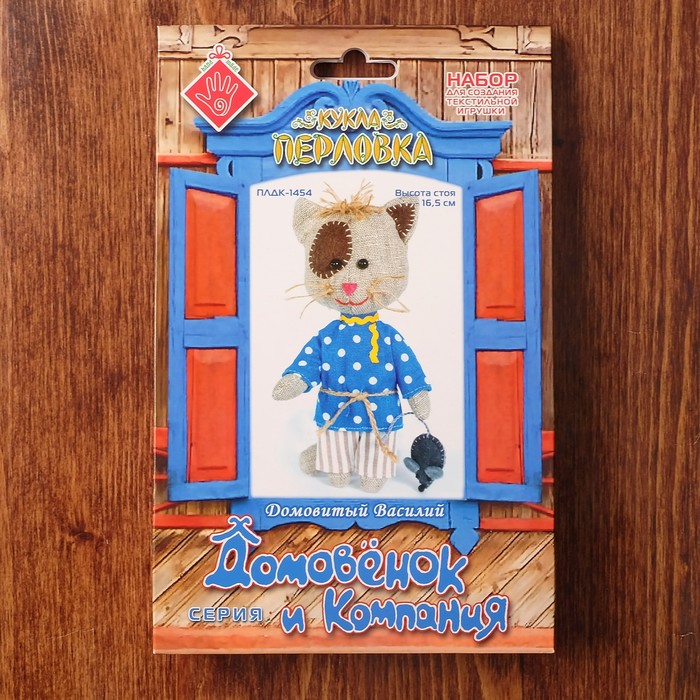 НАБОР
ДЛЯ СОЗДАНИЯ
ТЕКСТИЛЬНОЙ
ИГРУШКИ
КУКЛА
ПЕРЛОВКА
ПЛДК-1454
Высота стоя
- 16,5 см
Домовитый Василий
Домовёнок
СЕРИЯ: и Компания